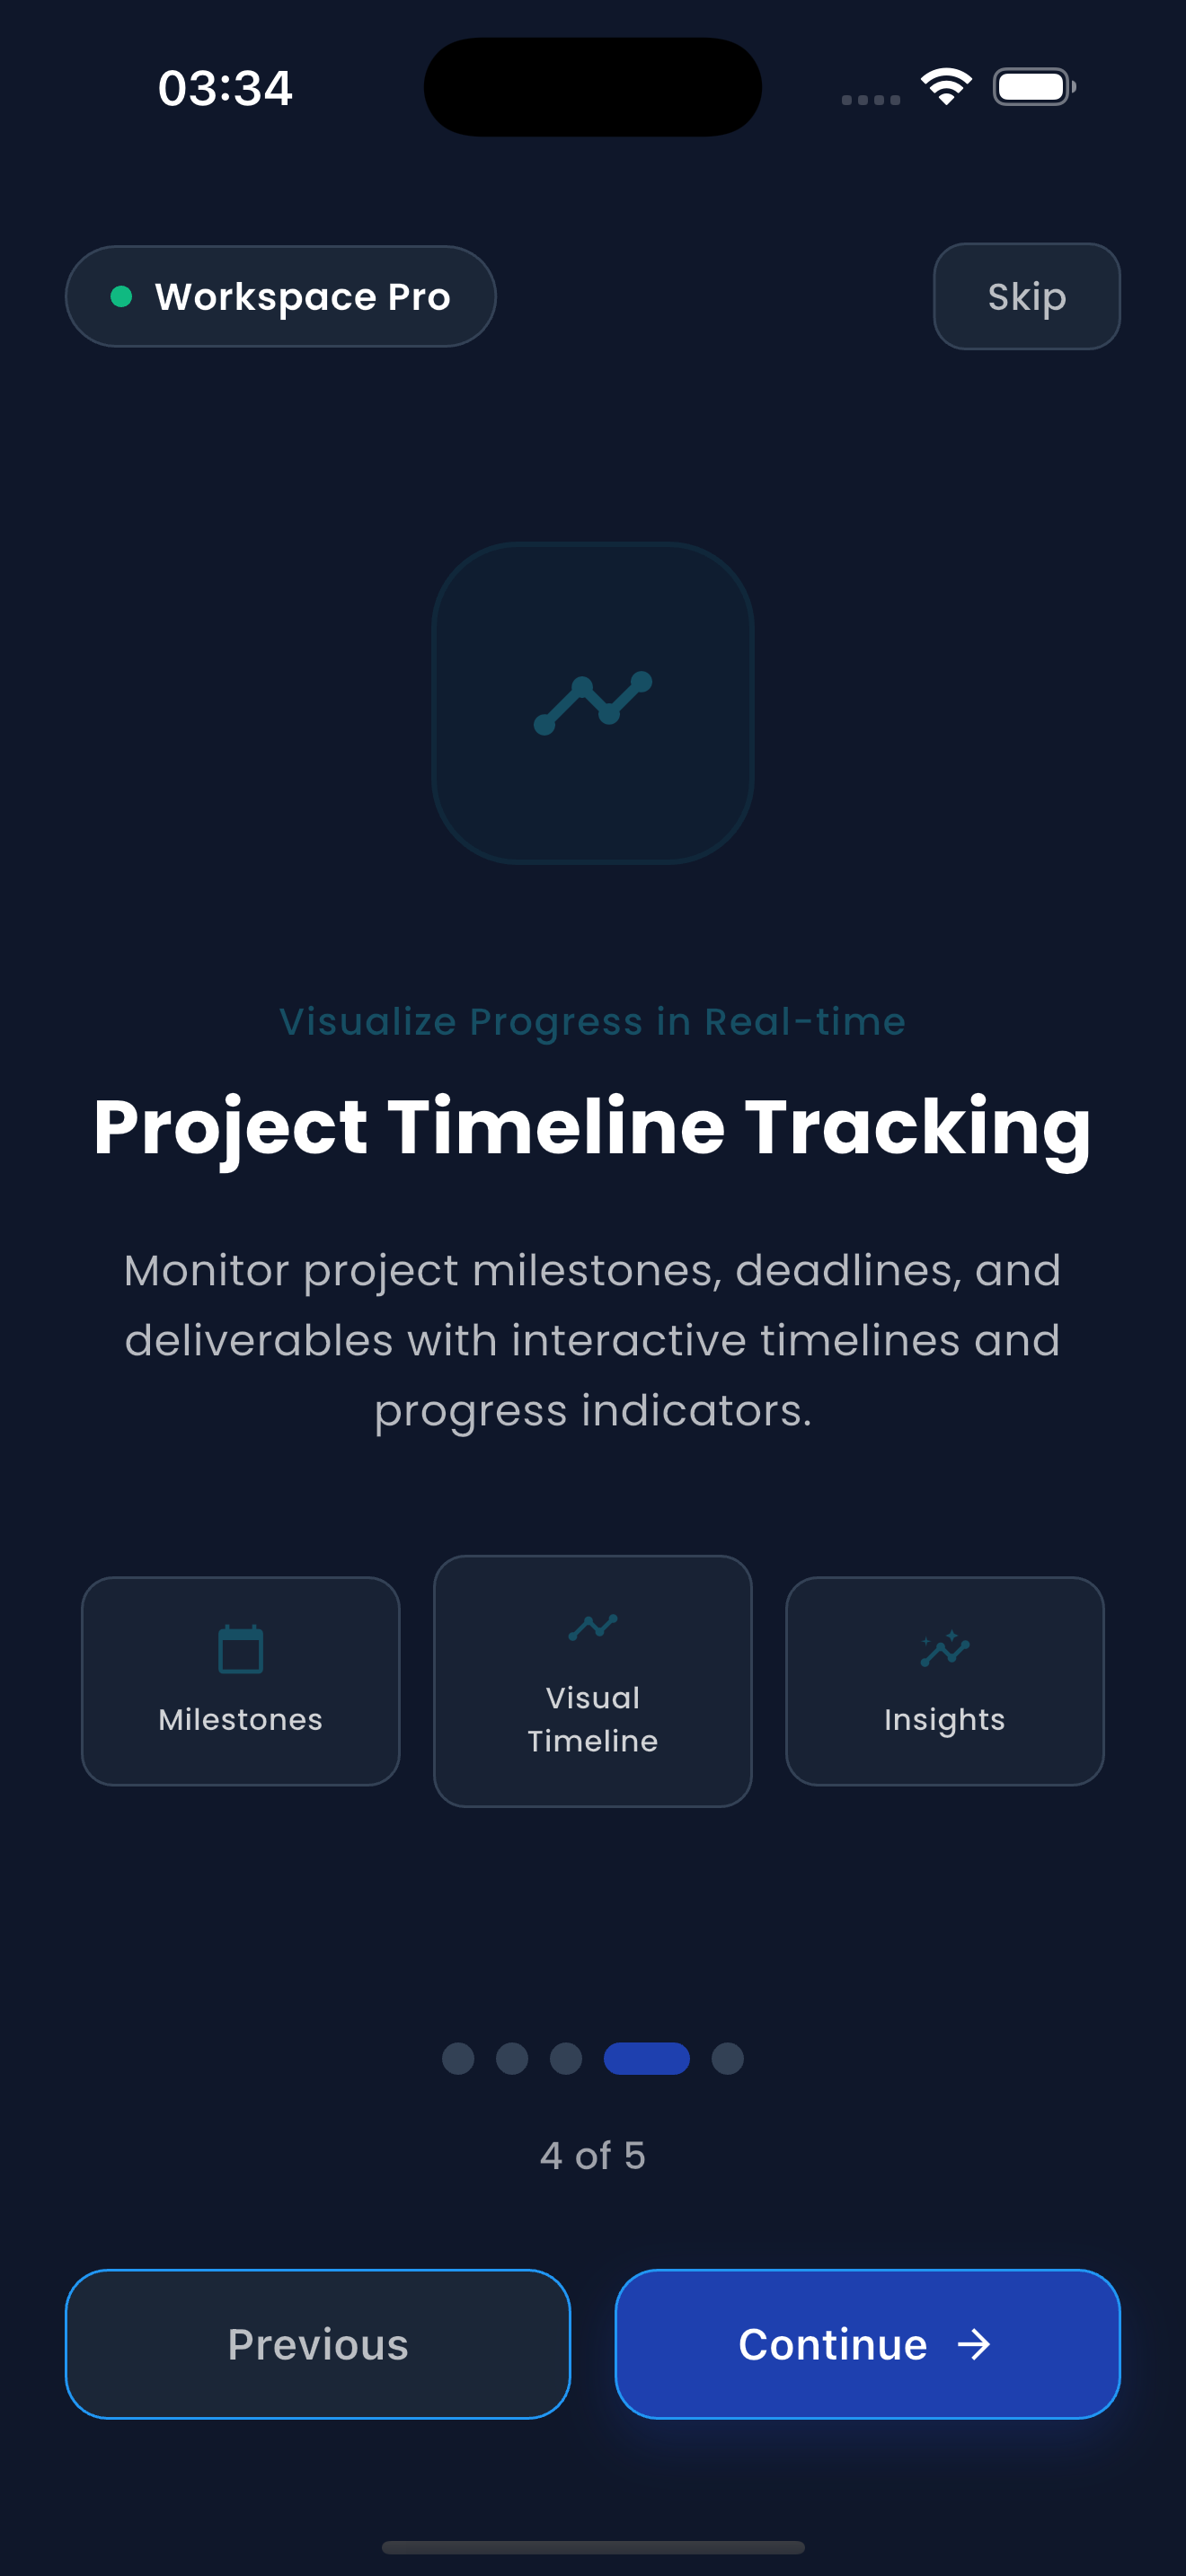 03:34
Workspace Pro
Skip
Visualize Progress in Real-time
Project Timeline Tracking
Monitor project milestones, deadlines, and
deliverables with interactive timelines and
progress indicators.
Milestones
Visual
Timeline
Insights
4 of 5
Previous
Continue